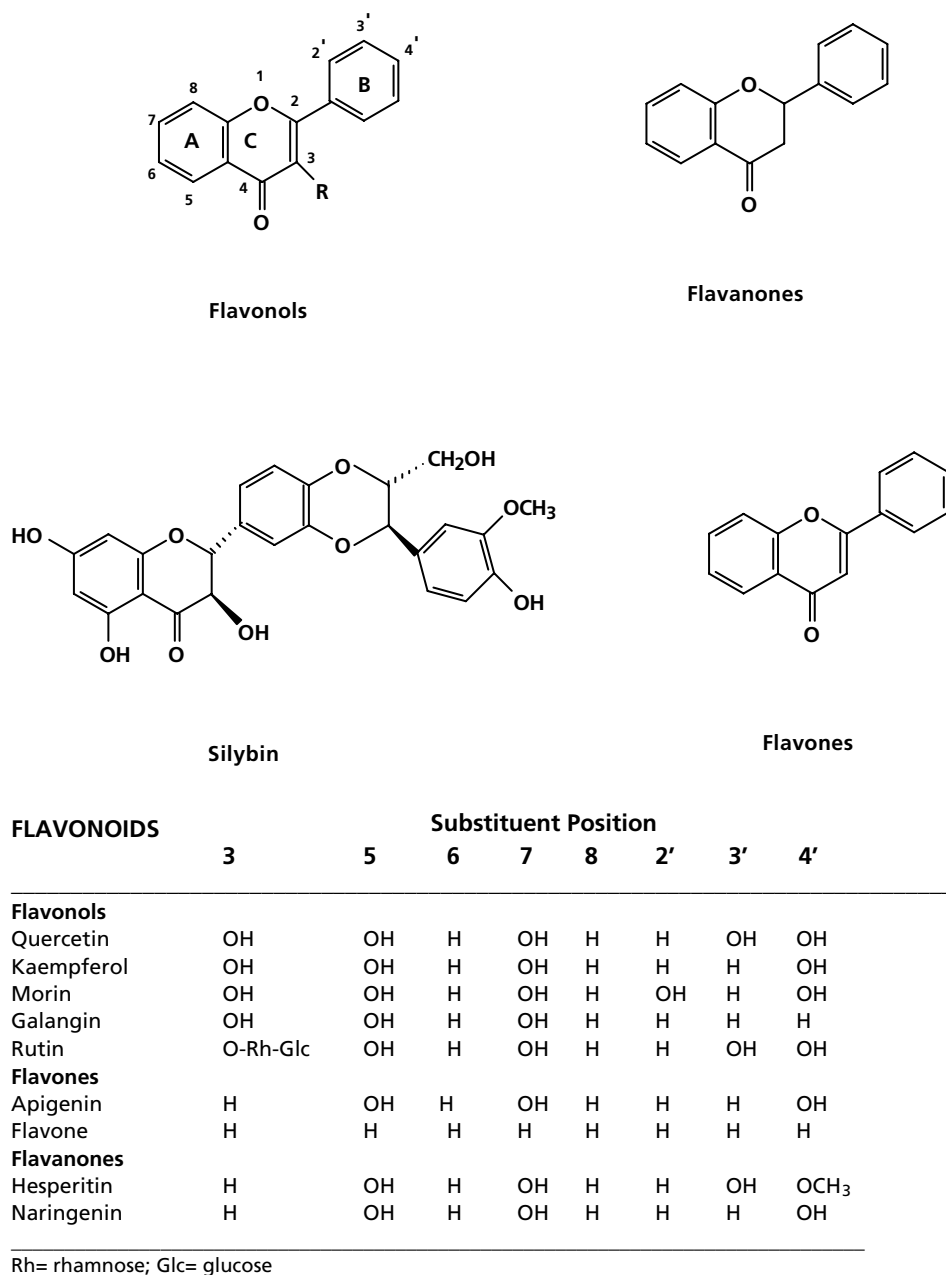 3'
2' 4'
1 B
8 O 2
7 A C
3
6 4 R
5
O
Flavonols
O
O
Flavanones
O CH2OH
OCH3
HO O O
OH
OH
OH O
Silybin
O
O
Flavones
FLAVONOIDS Substituent Position
3 5 6 7 8 2’ 3’ 4’
Flavonols
Quercetin OH OH H OH H H OH OH
Kaempferol OH OH H OH H H H OH
Morin OH OH H OH H OH H OH
Galangin OH OH H OH H H H H
Rutin O-Rh-Glc OH H OH H H OH OH
Flavones
Apigenin H OH H OH H H H OH
Flavone H H H H H H H H
Flavanones
Hesperitin H OH H OH H H OH OCH3
Naringenin H OH H OH H H H OH
Rh= rhamnose; Glc= glucose